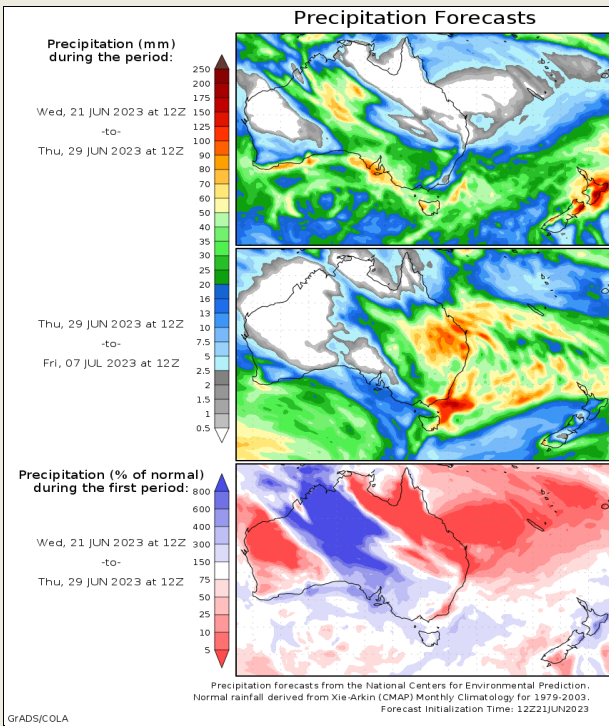 Precipitation Forecasts
Precipitation (mm)
during the period:
Wed, 21 JUN 2023 at 12Z
-to-
Thu, 29 JUN 2023 at 12Z
250
200
175
150
125
100
90
80
70
60
50
40
35
30
25
20
16
13
10
7.5
5
2.5
2
1.5
1
0.5
Thu, 29 JUN 2023 at 12Z
-to-
Fri, 07 JUL 2023 at 12Z
Precipitation (% of normal)
during the first period:
Wed, 21 JUN 2023 at 12Z
-to-
Thu, 29 JUN 2023 at 12Z
800
600
400
300
150
75
50
25
10
5
Precipitation forecasts from the National Centers for Environmental Prediction.
Normal rainfall derived from Xie-Arkin (CMAP) Monthly Climatology for 1979-2003.
Forecast Initialization Time: 12Z21JUN2023
GrADS/COLA